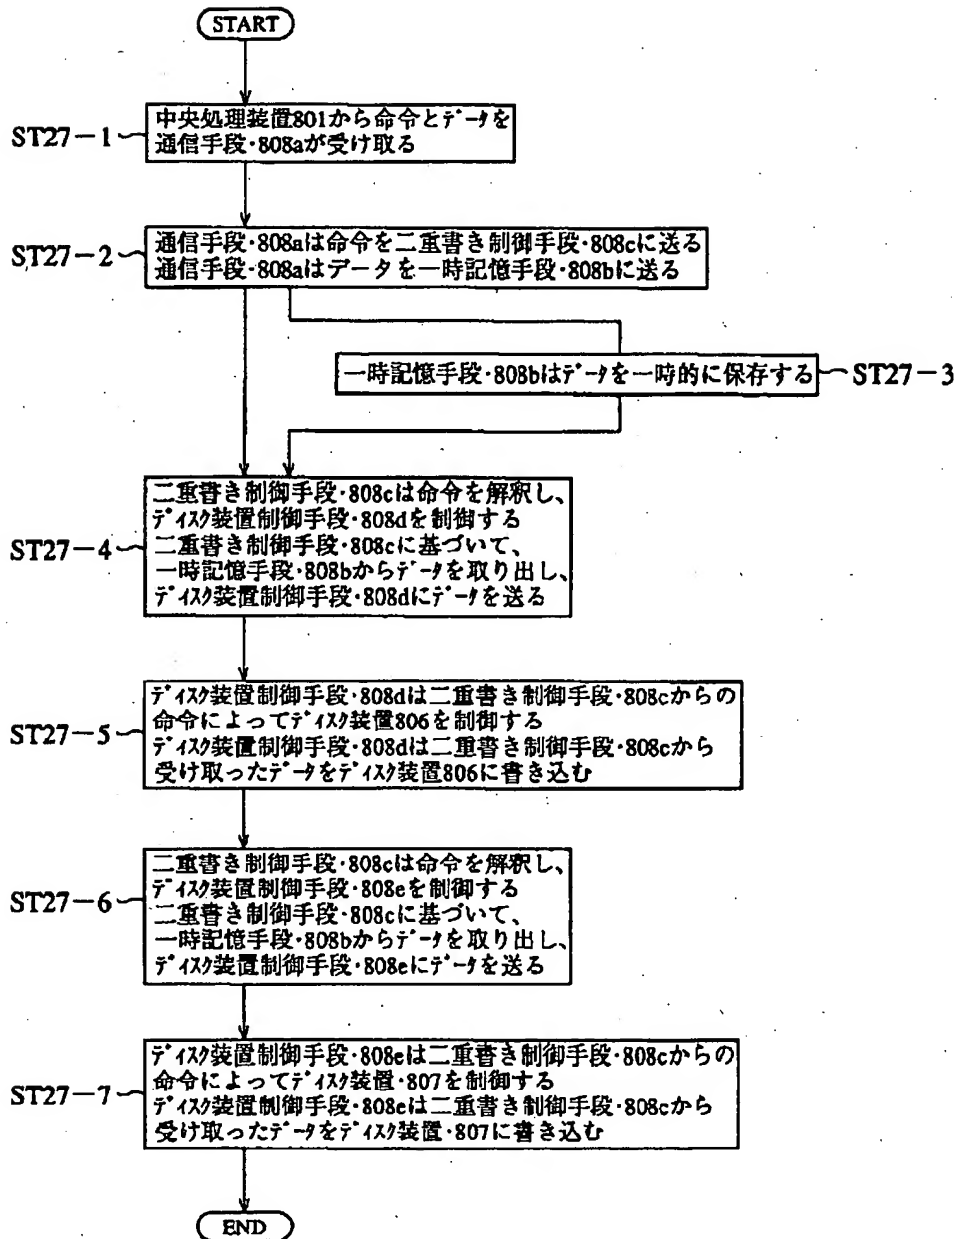 START
ST27-1
中央処理装置801から命令とデータを
通信手段・808aが受け取る
ST27-2
通信手段・808aは命令を二重書き制御手段・808cに送る
通信手段・808aはデータを一時記憶手段・808bに送る
一時記憶手段・808bはデータを一時的に保存する
ST27-3
ST27-4
二重書き制御手段・808cは命令を解釈し、
ディスク装置制御手段・808dを制御する
二重書き制御手段・808cに基づいて、
一時記憶手段・808bからデータを取り出し、
ディスク装置制御手段・808dにデータを送る
ST27-5
ディスク装置制御手段・808dは二重書き制御手段・808cからの
命令によってディスク装置806を制御する
ディスク装置制御手段・808dは二重書き制御手段・808cから
受け取ったデータをディスク装置806に書き込む
ST27-6
二重書き制御手段・808cは命令を解釈し、
ディスク装置制御手段・808eを制御する
二重書き制御手段・808cに基づいて、
一時記憶手段・808bからデータを取り出し、
ディスク装置制御手段・808eにデータを送る
ST27-7
ディスク装置制御手段・808eは二重書き制御手段・808cからの
命令によってディスク装置・807を制御する
ディスク装置制御手段・808eは二重書き制御手段・808cから
受け取ったデータをディスク装置・807に書き込む
END